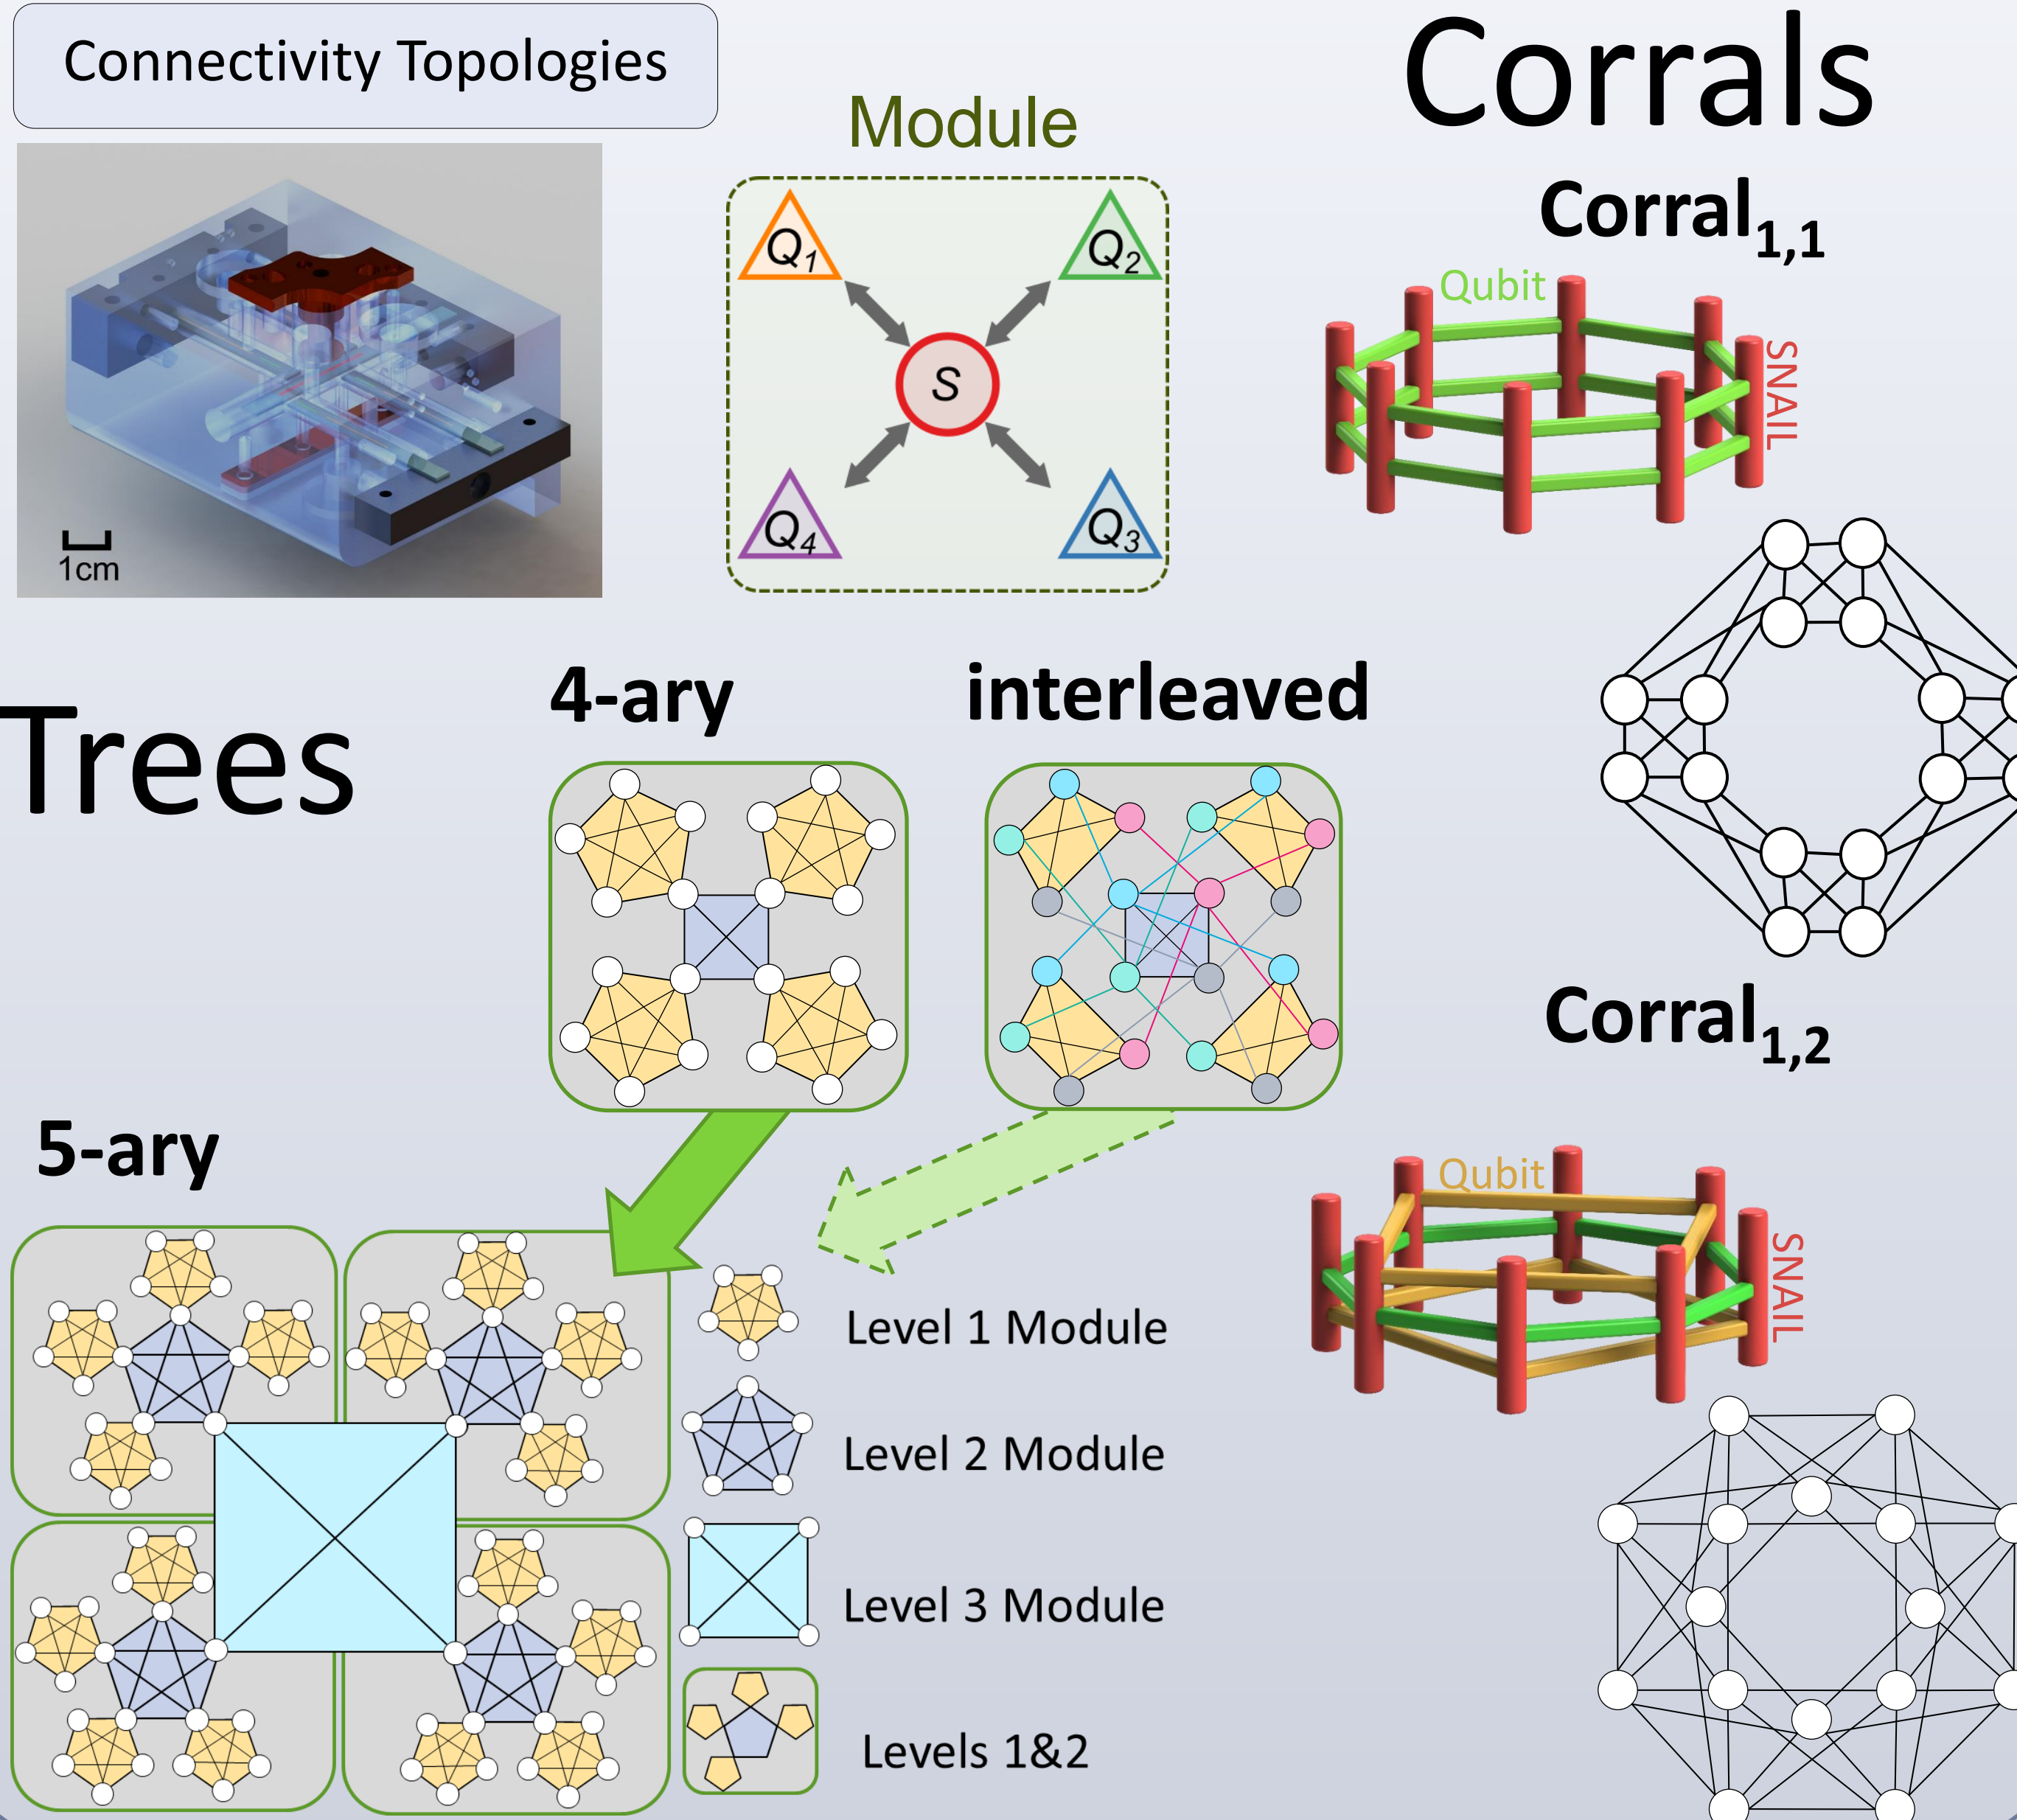 Connectivity Topologies
Corrals
Module
Q1
Q2
S
Q4
Q3
1cm
Corral1,1
Qubit
SNAIL
Trees
4-ary
interleaved
Corral1,2
Qubit
SNAIL
5-ary
Level 1 Module
Level 2 Module
Level 3 Module
Levels 1&2